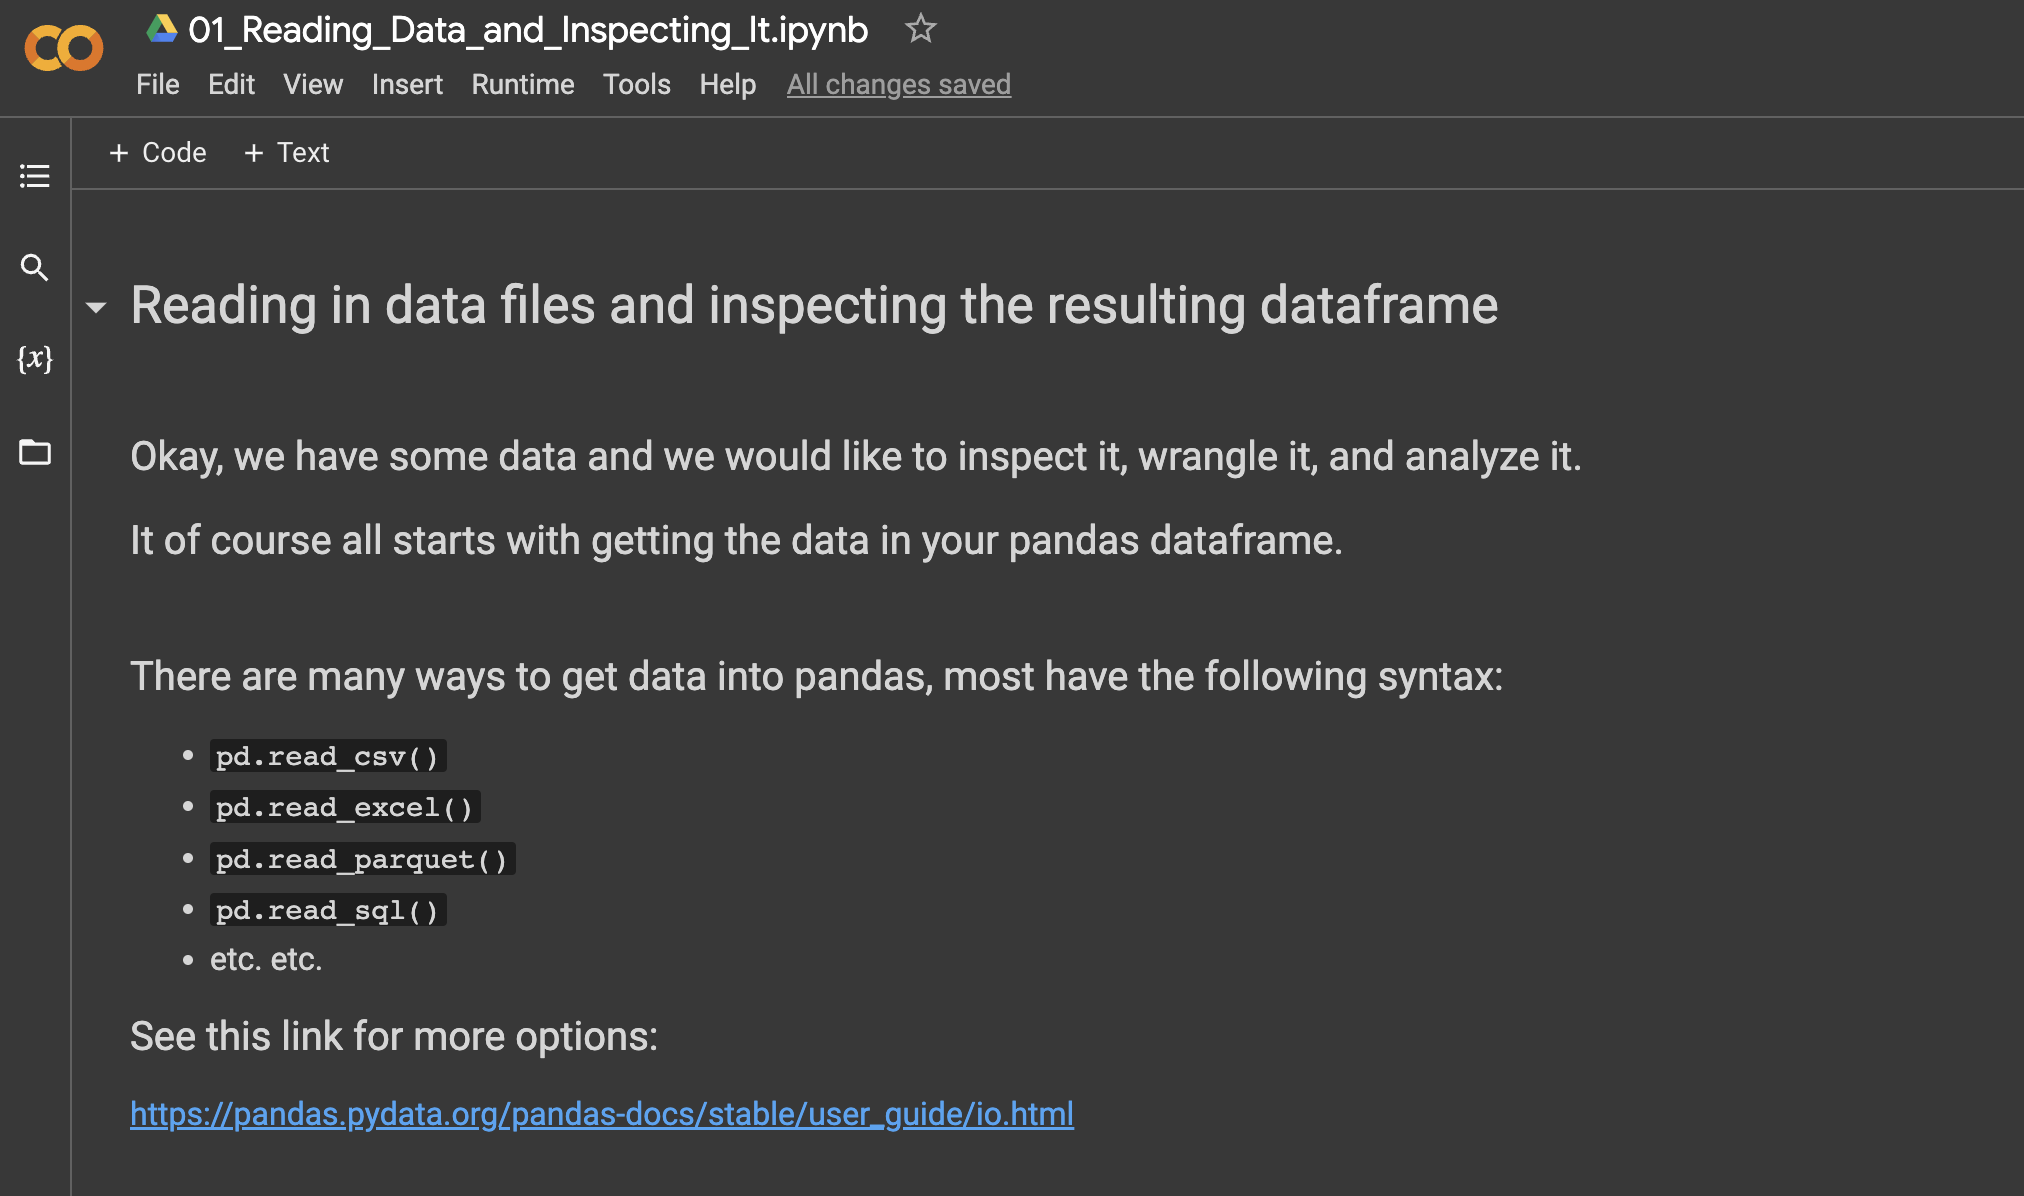 01_Reading_Data_and_Inspecting_It.ipynb
File Edit View Insert Runtime Tools Help All changes saved
+ Code + Text
{x}
Reading in data files and inspecting the resulting dataframe
Okay, we have some data and we would like to inspect it, wrangle it, and analyze it.
It of course all starts with getting the data in your pandas dataframe.
There are many ways to get data into pandas, most have the following syntax:
• pd.read_csv()
• pd.read_excel()
• pd.read_parquet()
• pd.read_sql()
• etc. etc.
See this link for more options:
https://pandas.pydata.org/pandas-docs/stable/user_guide/io.html